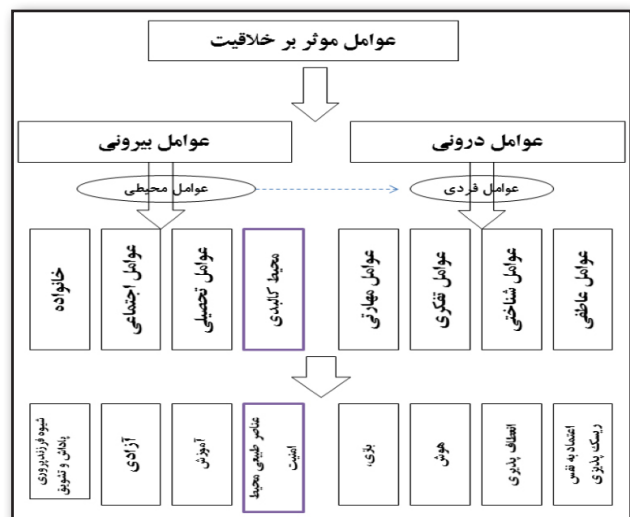 عوامل موثر بر خلاقیت
عوامل درونی
عوامل بیرونی
عوامل فردی
عوامل محیطی
عوامل عاطفی
عوامل شناختی
عوامل تفکری
عوامل مهارتی
محیط کالبدی
عوامل تحصیلی
عوامل اجتماعی
خانواده
ریسک پذیری
اعتماد به نفس
انعطاف پذیری
هوش
بازی،
عناصر طبیعی محیط
امنیت
آموزش
آزادی
شیوه فرزندپروری
پاداش و تشویق